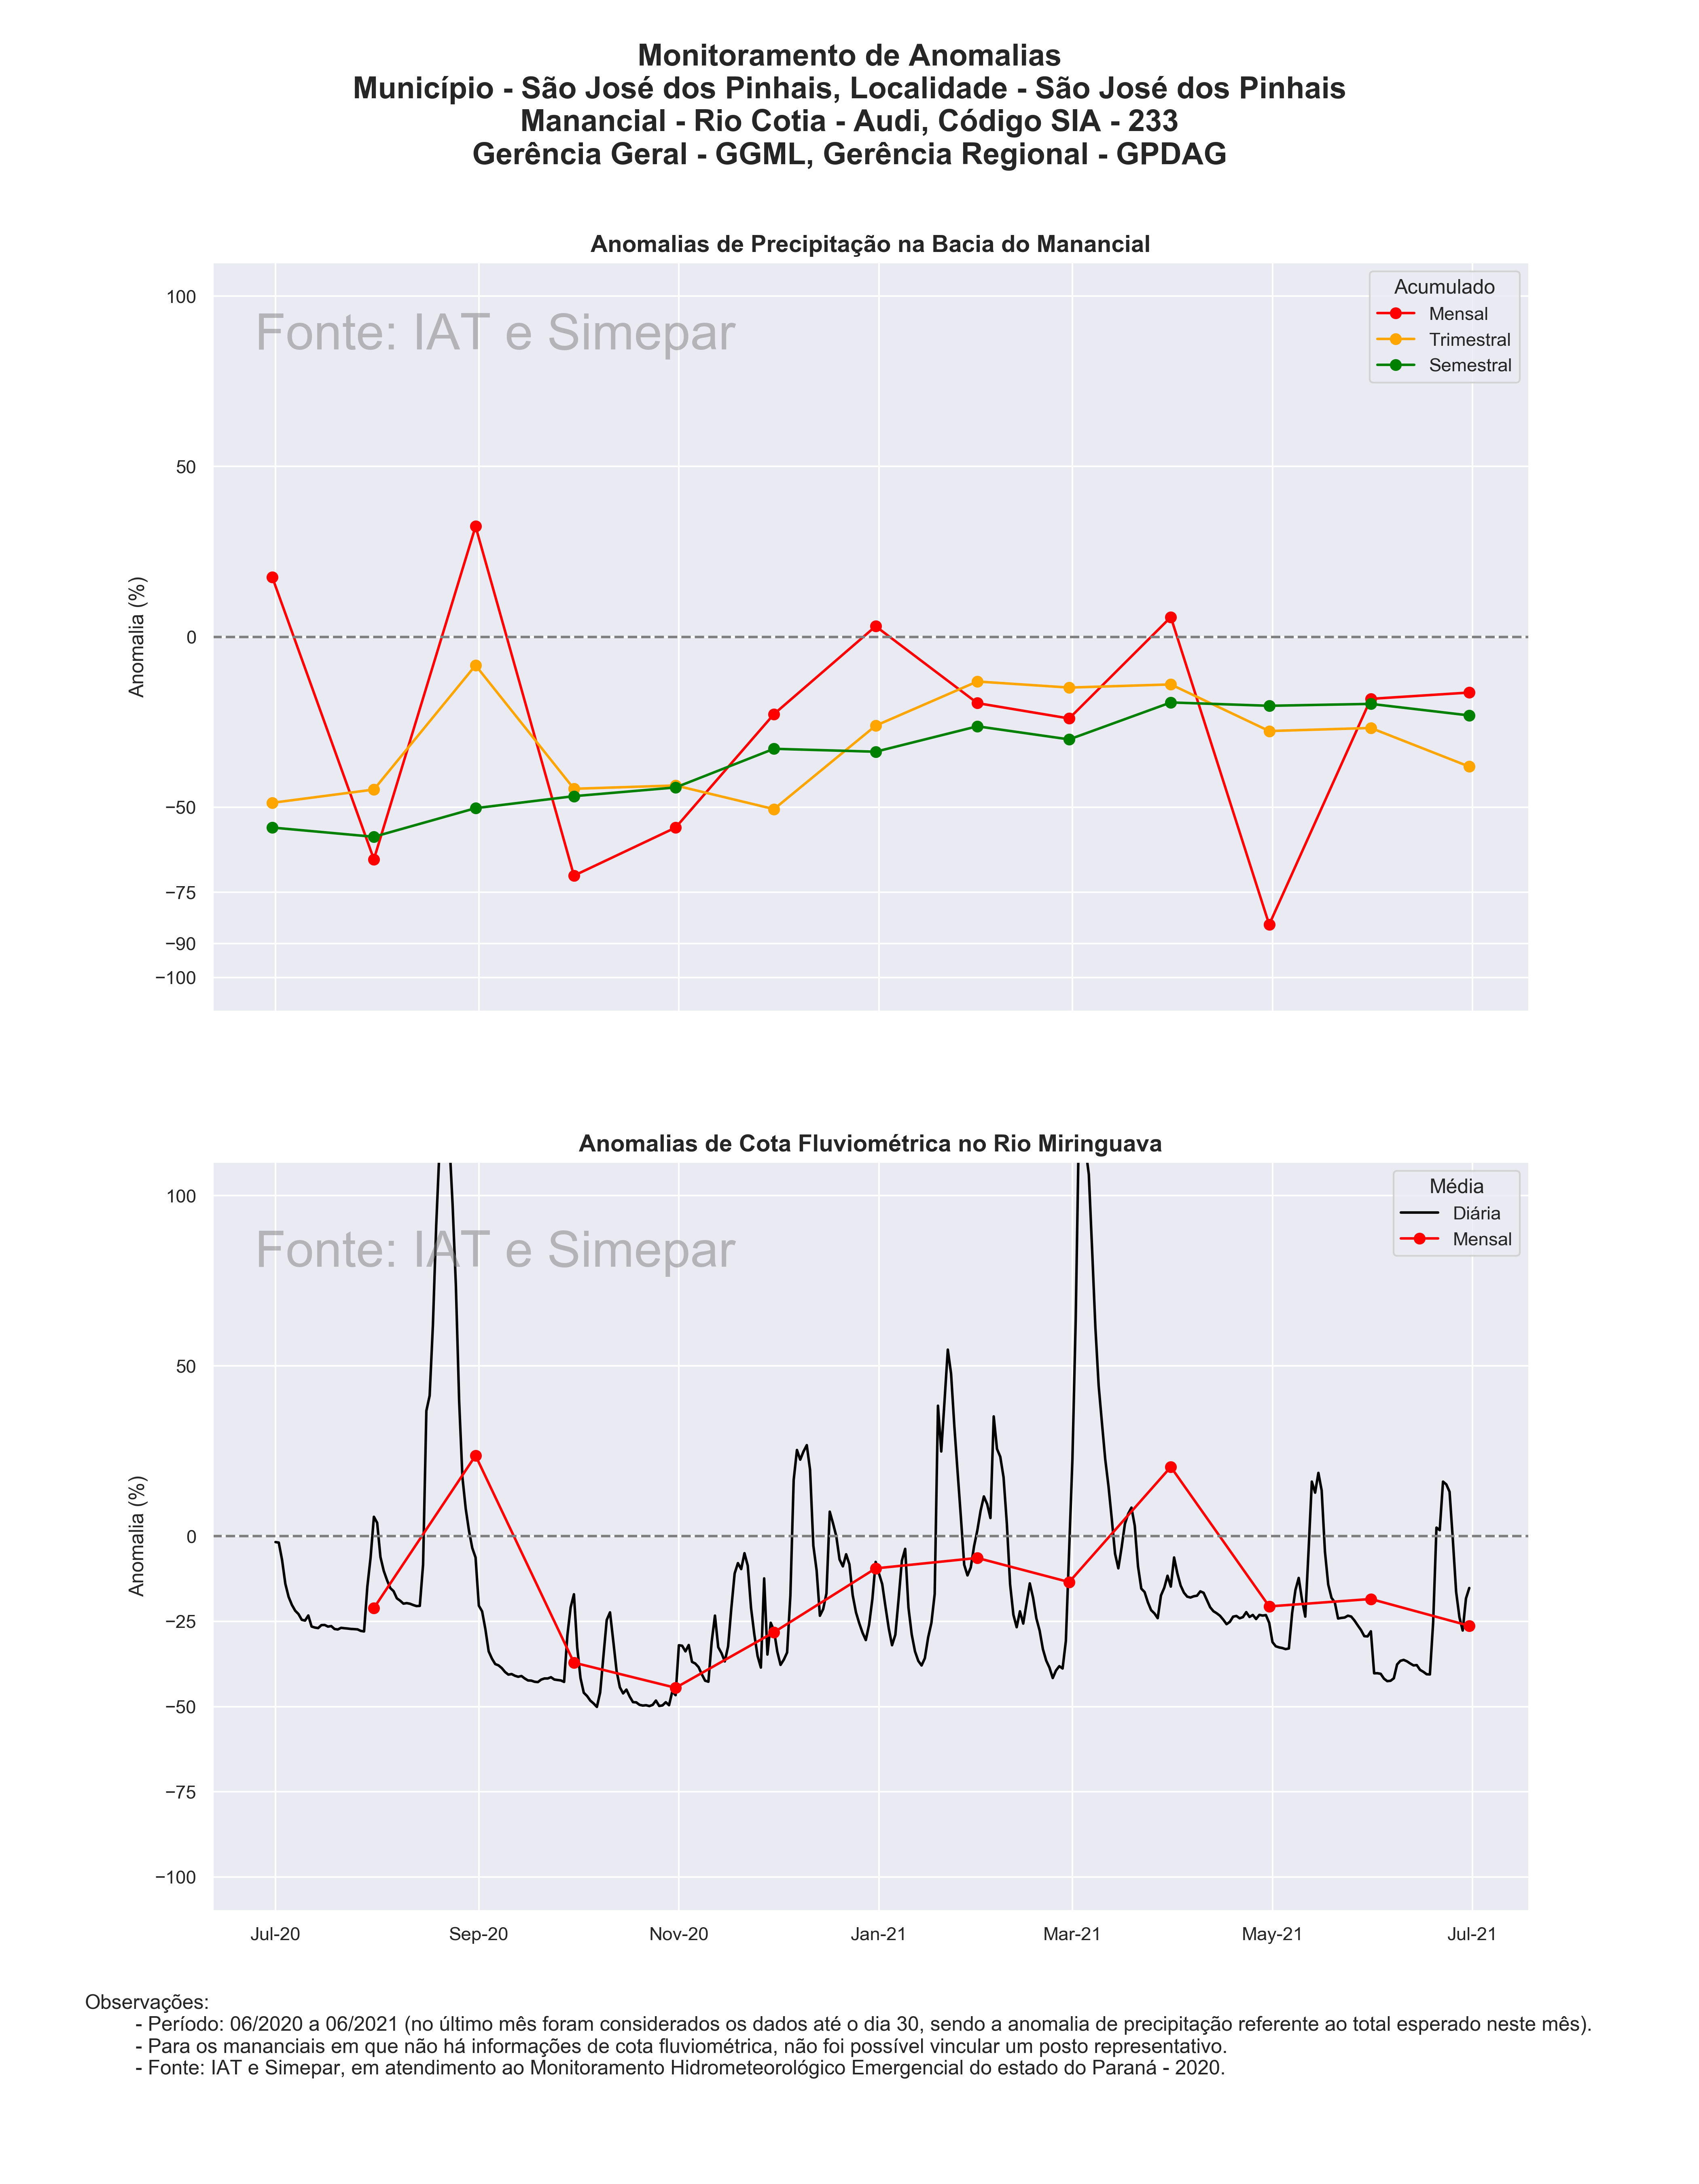 Monitoramento de Anomalias
Município - São José dos Pinhais, Localidade - São José dos Pinhais
Manancial - Rio Cotia - Audi, Código SIA - 233
Gerência Geral - GGML, Gerência Regional - GPDAG
Anomalias de Precipitação na Bacia do Manancial
Fonte: IAT e Simepar
Acumulado
Mensal
Trimestral
Semestral
Anomalia (%)
100
50
0
−50
−75
−90
−100
Anomalias de Cota Fluviométrica no Rio Miringuava
Fonte: IAT e Simepar
Média
Diária
Mensal
Anomalia (%)
100
50
0
−25
−50
−75
−100
Jul-20 Sep-20 Nov-20 Jan-21 Mar-21 May-21 Jul-21
Observações:
- Período: 06/2020 a 06/2021 (no último mês foram considerados os dados até o dia 30, sendo a anomalia de precipitação referente ao total esperado neste mês).
- Para os mananciais em que não há informações de cota fluviométrica, não foi possível vincular um posto representativo.
- Fonte: IAT e Simepar, em atendimento ao Monitoramento Hidrometeorológico Emergencial do estado do Paraná - 2020.